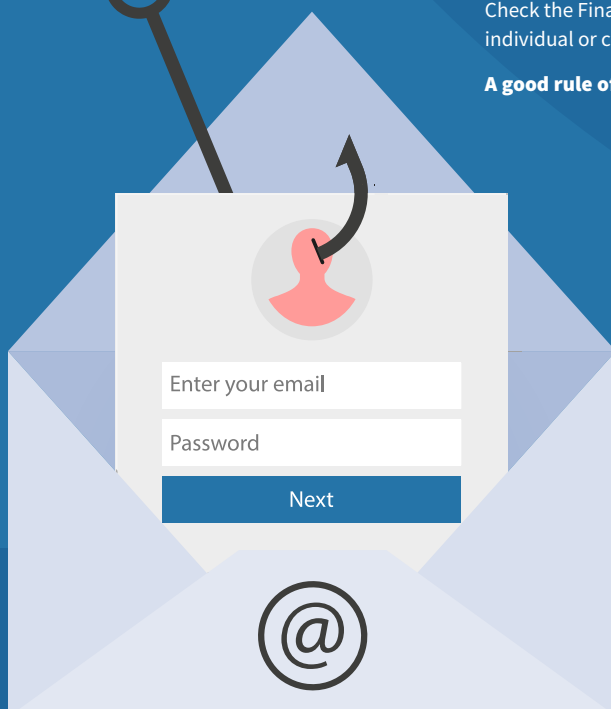 Check the Fina
individual or c
A good rule of
Enter your email
Password
Next
@